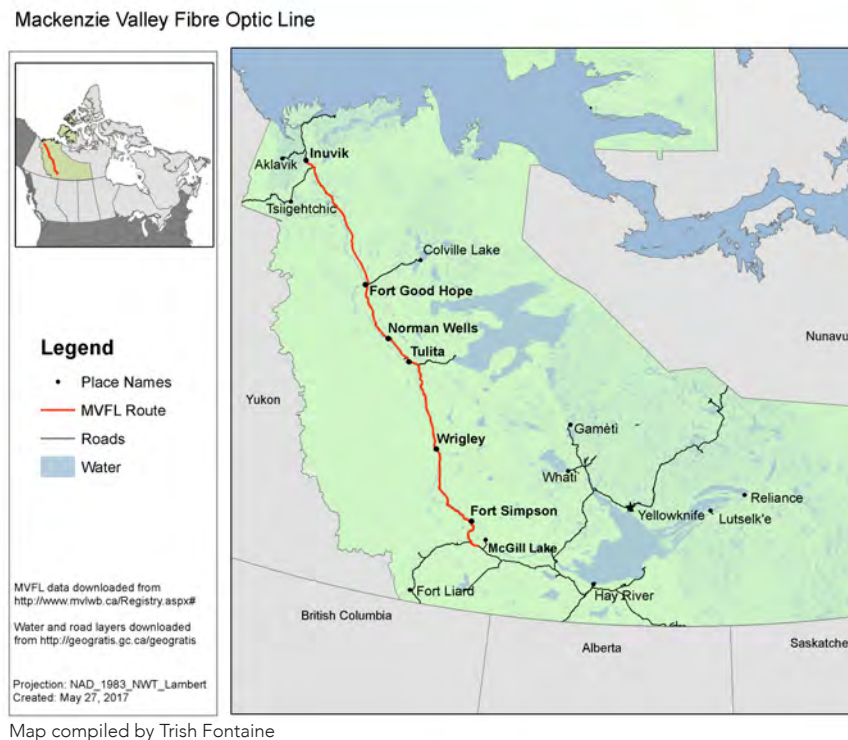 Mackenzie Valley Fibre Optic Line
Inuvik
Aklavik
Tsiigehtchic
Colville Lake
Fort Good Hope
Norman Wells
Tulita
Nunavu
Legend
Place Names
MVFL Route
Roads
Water
Yukon
Gamètì
Wrigley
Whatì
Reliance
Fort Simpson
Yellowknife
Lutselk'e
McGill Lake
Fort Liard
Hay River
MVFL data downloaded from
http://www.mvlwb.ca/Registry.aspx#
British Columbia
Water and road layers downloaded
from http://geogratis.gc.ca/geogratis
Alberta
Saskatche
Projection: NAD_1983_NWT_Lambert
Created: May 27, 2017
Map compiled by Trish Fontaine